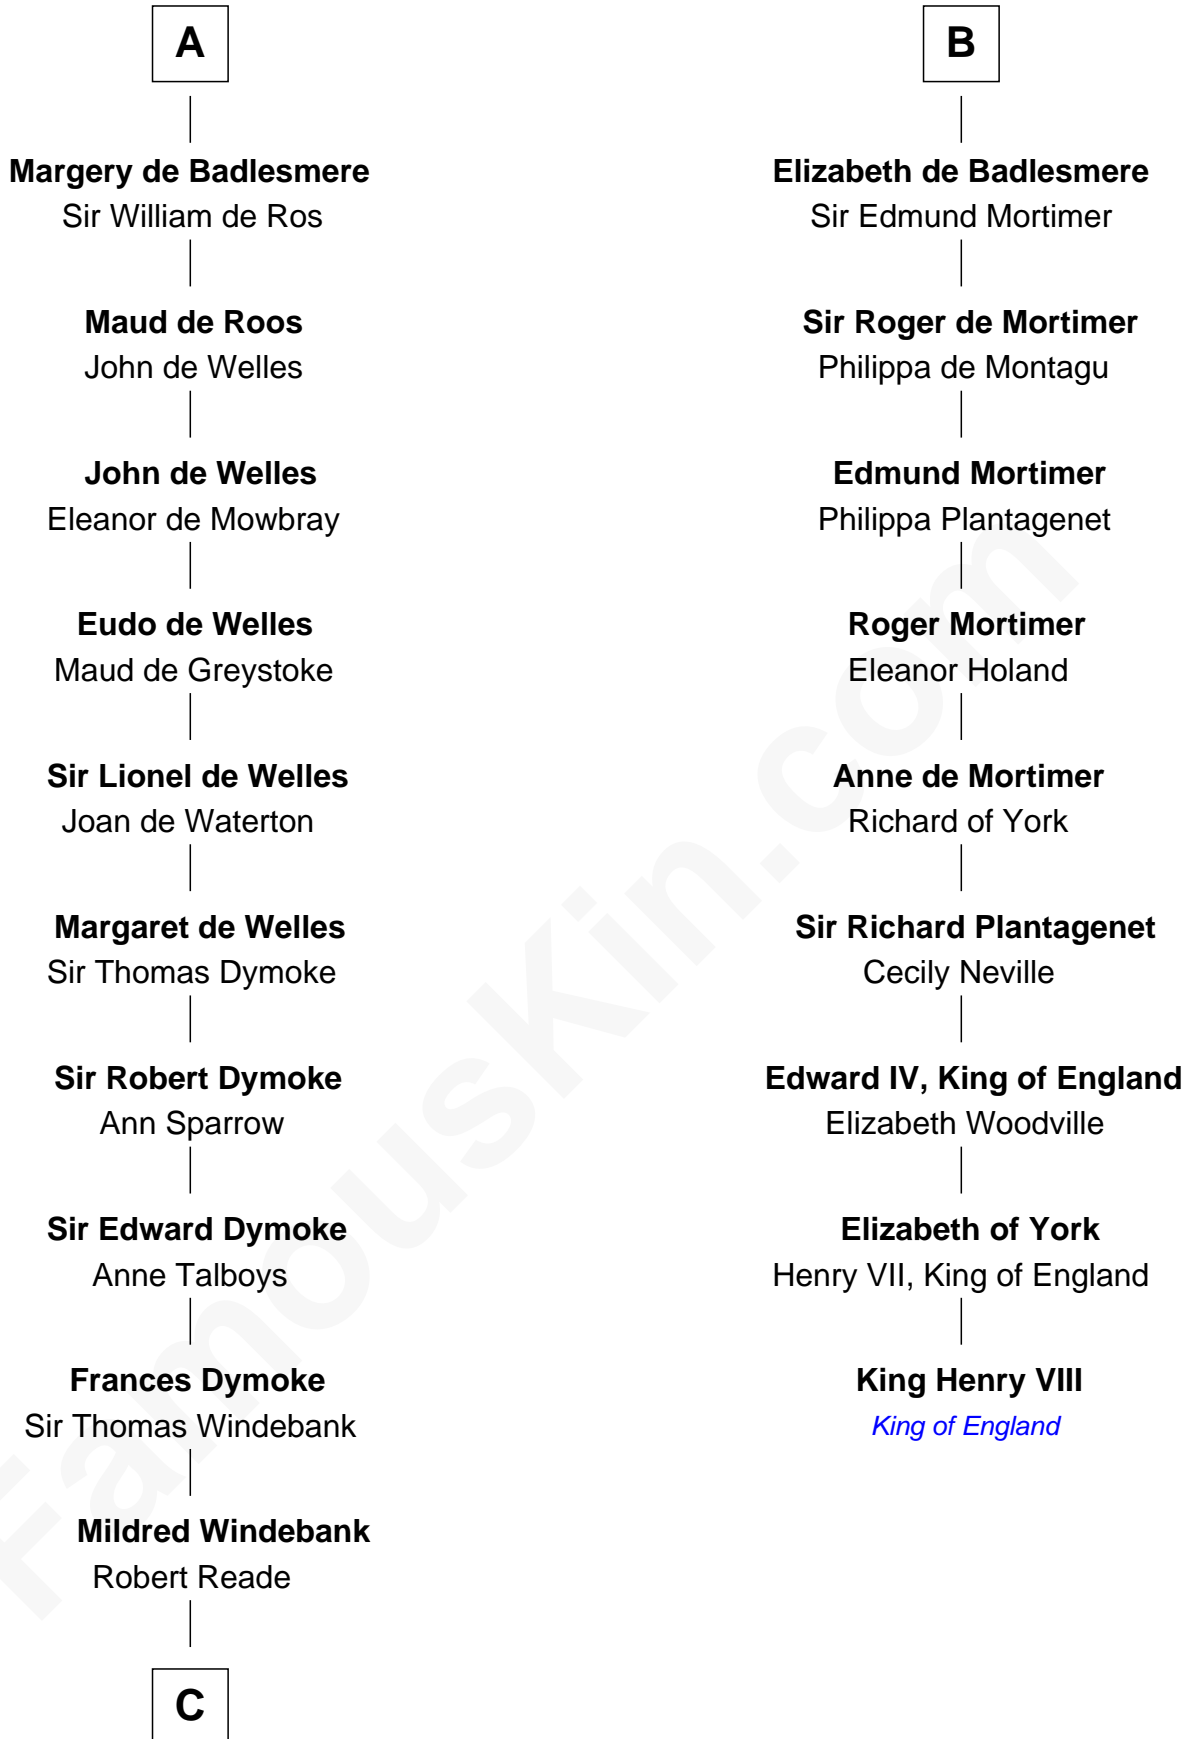 A
Margery de Badlesmere
Sir William de Ros
Maud de Roos
John de Welles
John de Welles
Eleanor de Mowbray
Eudo de Welles
Maud de Greystoke
Sir Lionel de Welles
Joan de Waterton
Margaret de Welles
Sir Thomas Dymoke
Sir Robert Dymoke
Ann Sparrow
Sir Edward Dymoke
Anne Talboys
Frances Dymoke
Sir Thomas Windebank
Mildred Windebank
Robert Reade
C
B
Elizabeth de Badlesmere
Sir Edmund Mortimer
Sir Roger de Mortimer
Philippa de Montagu
Edmund Mortimer
Philippa Plantagenet
Roger Mortimer
Eleanor Holand
Anne de Mortimer
Richard of York
Sir Richard Plantagenet
Cecily Neville
Edward IV, King of England
Elizabeth Woodville
Elizabeth of York
Henry VII, King of England
King Henry VIII
King of England
FamousKin.com